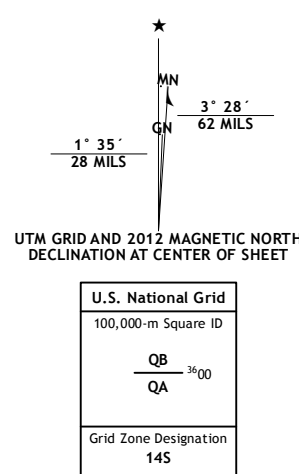 ★
MN
3° 28´
62 MILS
GN
1° 35´
28 MILS
UTM GRID AND 2012 MAGNETIC NORTH
DECLINATION AT CENTER OF SHEET
U.S. National Grid
100,000-m Square ID
QB
3600
QA
Grid Zone Designation
14S